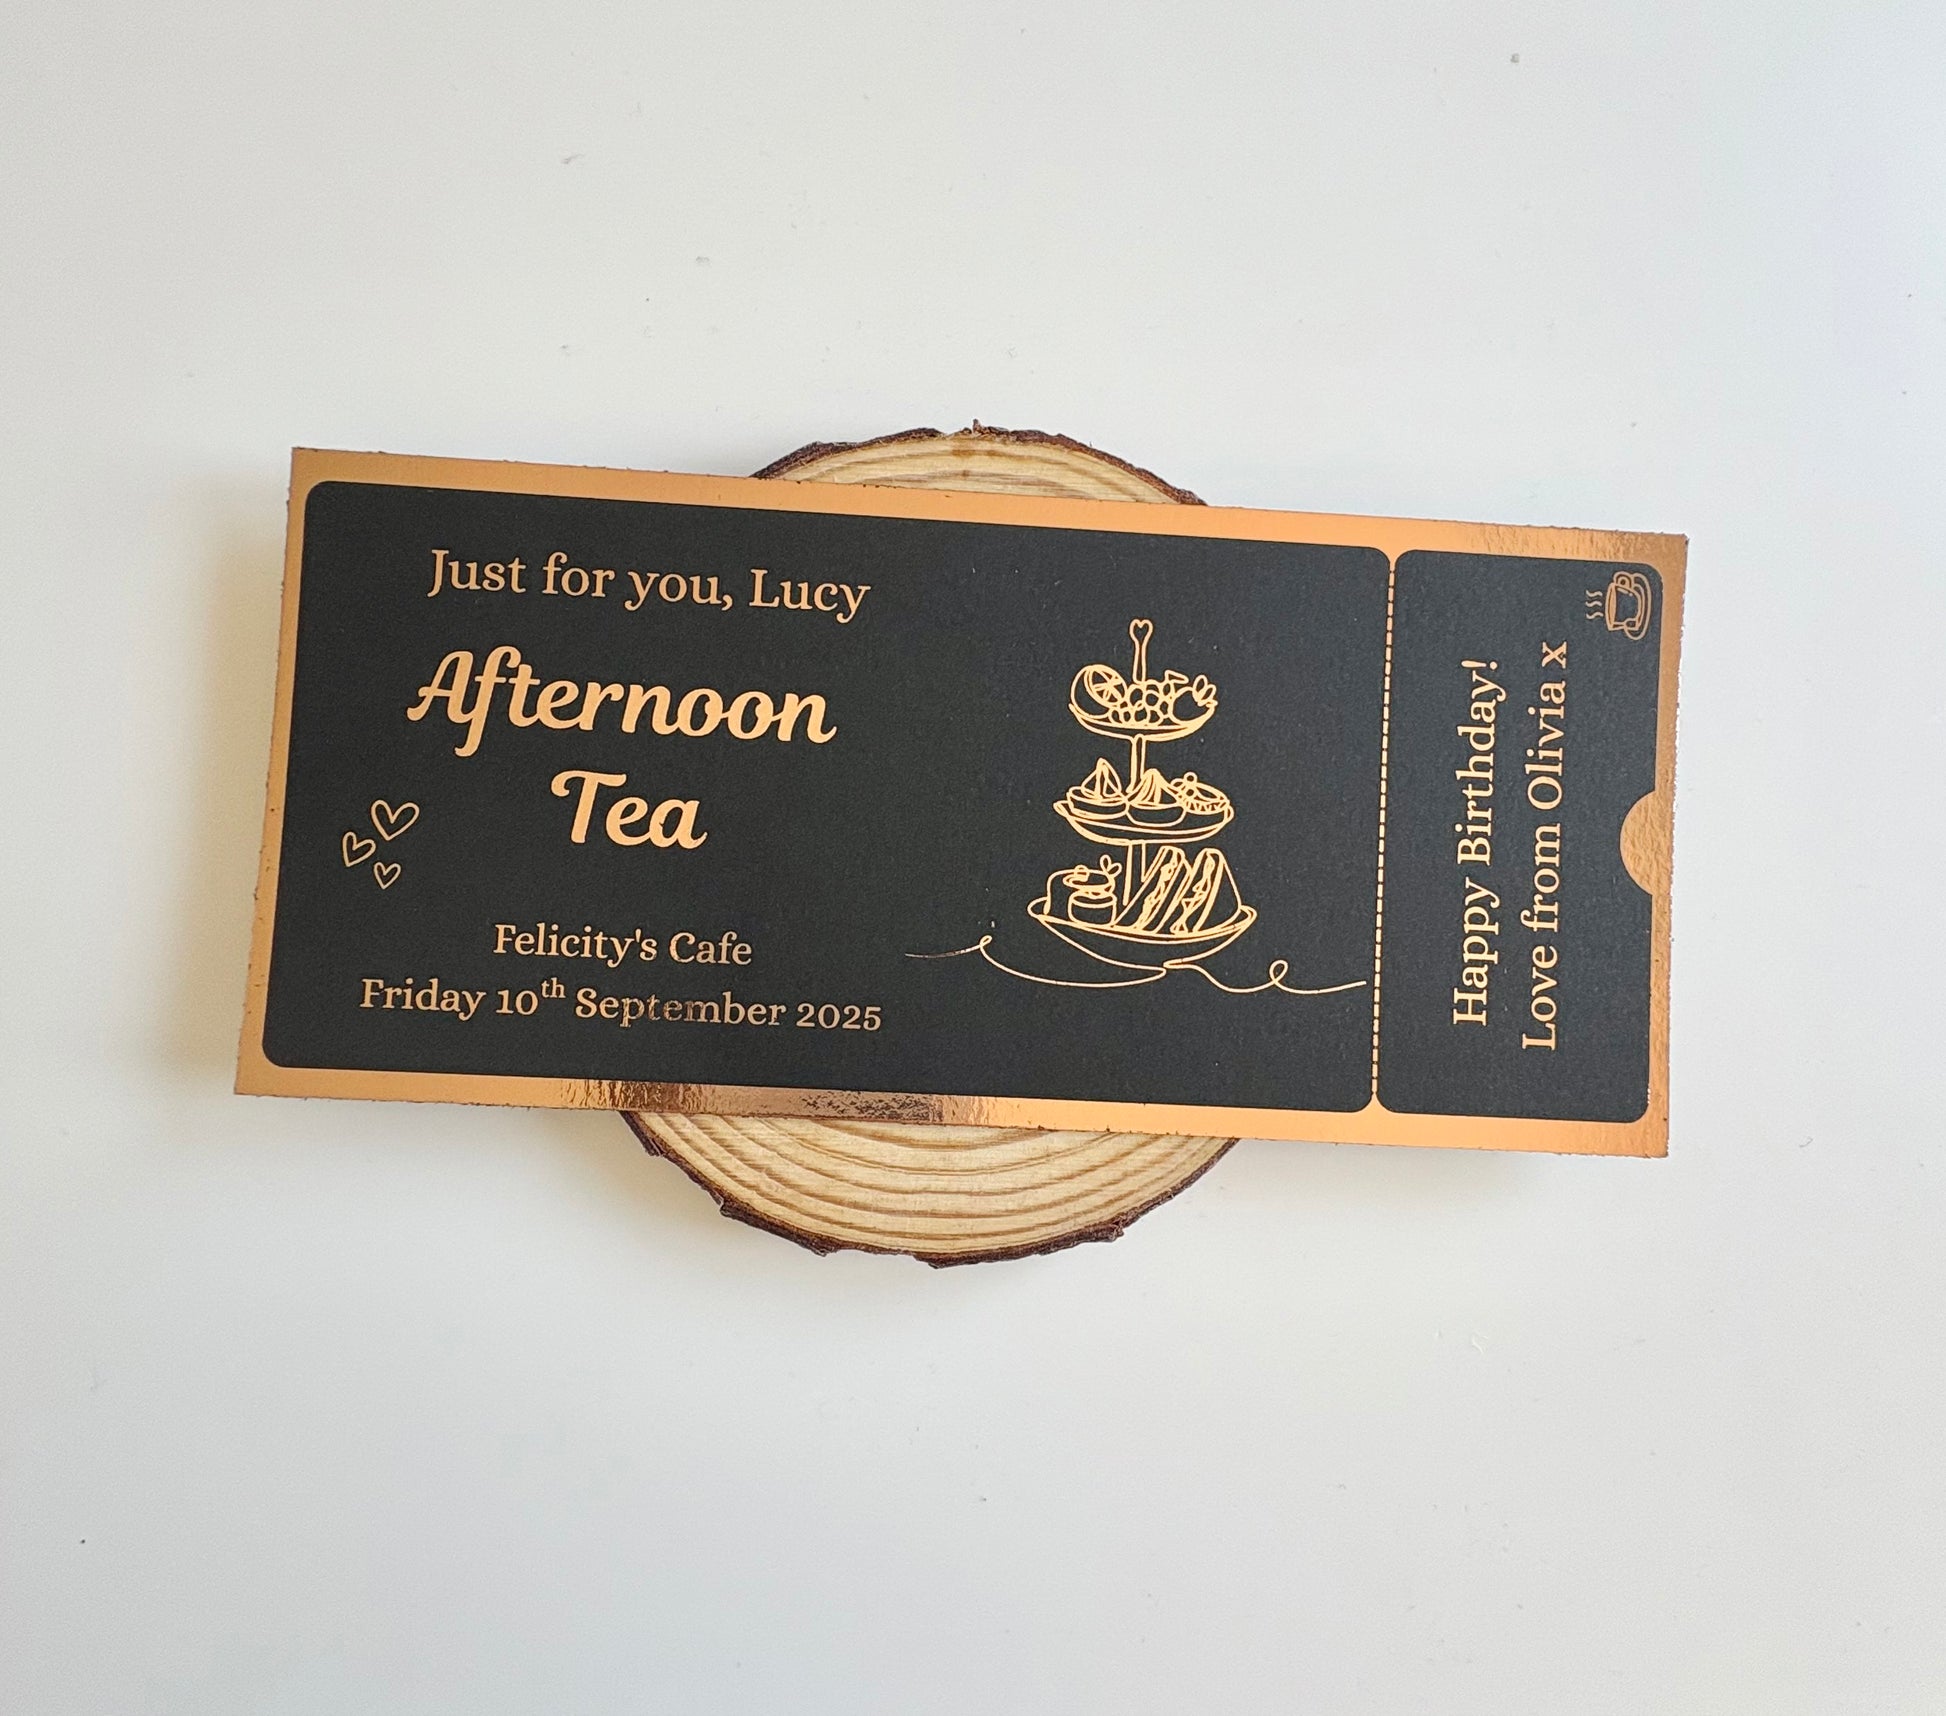 Just for you, Lucy
Afternoon
Tea
Felicity's Cafe
Friday 10th September 2025
Happy Birthday!
Love from Olivia x